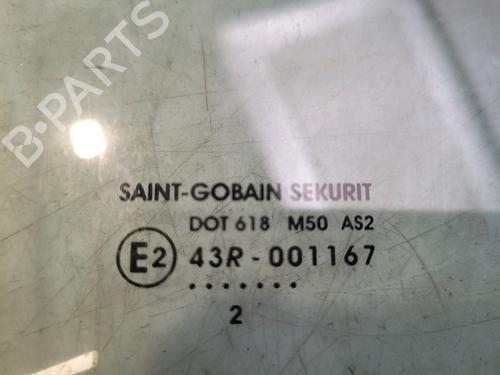 B-PARTS
SAINT-GOBAIN SEKURIT
DOT 618 M50 AS2
E2 43R-001167
.......
2